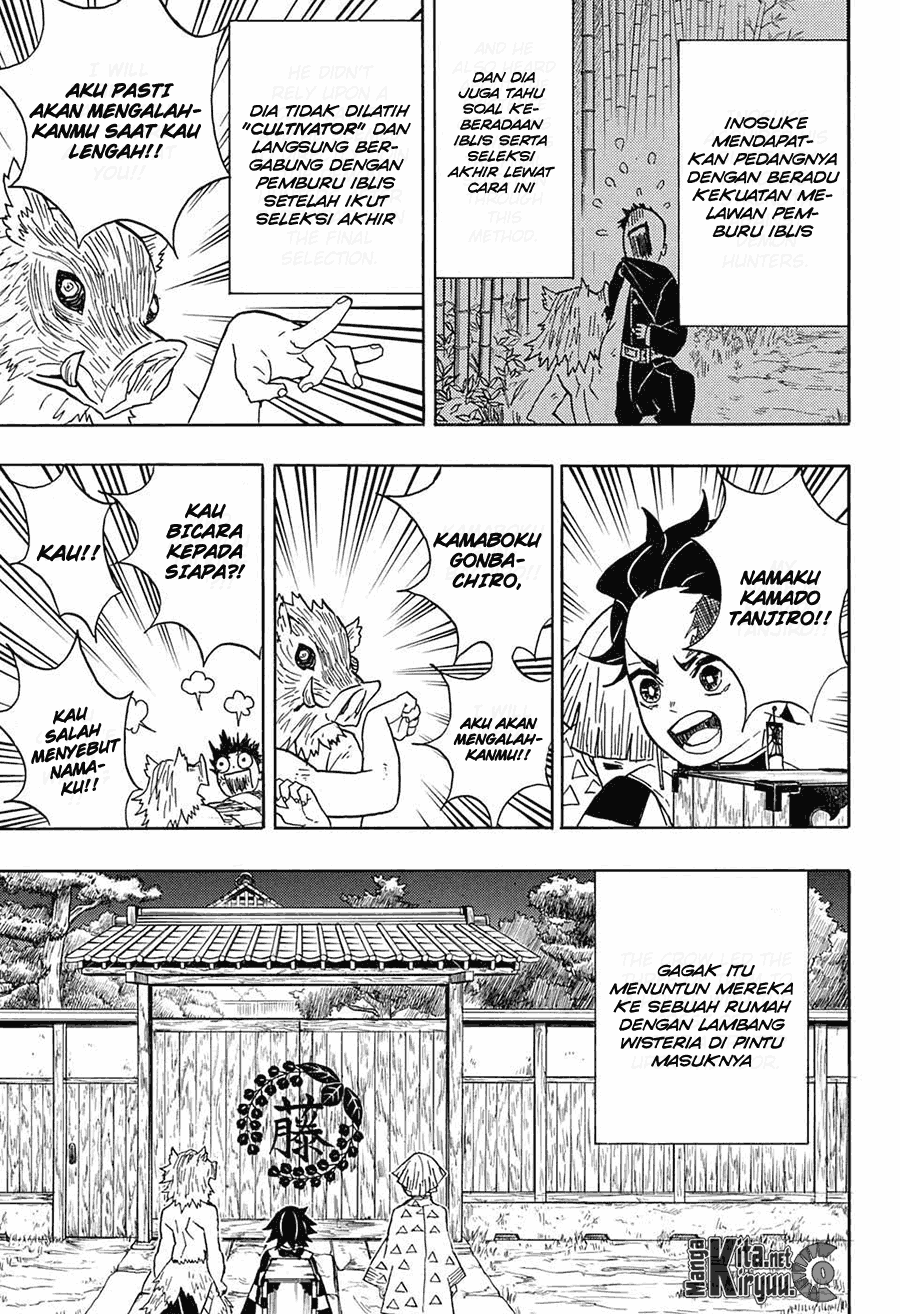 INOSUKE
MENDAPAT-
KAN PEDANGNYA
DENGAN BERADU
KEKUATAN ME-
LAWAN PEM-
BURU IBLIS
DAN DIA
JUGA TAHU
SOAL KE-
BERADAAN
IBLIS SERTA
SELEKSI
AKHIR LEWAT
CARA INI
DIA TIDAK DILATIH
"CULTIVATOR" DAN
LANGSUNG BER-
GABUNG DENGAN
PEMBURU IBLIS
SETELAH IKUT
SELEKSI AKHIR
AKU PASTI
AKAN MENGALAH-
KANMU SAAT KAU
LENGAH!!
NAMAKU
KAMADO
TANJIRO!!
KAMABOKU
GONBA-
CHIRO,
AKU AKAN
MENGALAH-
KANMU!!
KAU
BICARA
KEPADA
SIAPA?!
KAU!!
KAU
SALAH
MENYEBUT
NAMA-
KU!!
GAGAK ITU
MENUNTUN MEREKA
KE SEBUAH RUMAH
DENGAN LAMBANG
WISTERIA DI PINTU
MASUKNYA
藤
MangaKita.net
Kiryuu.co